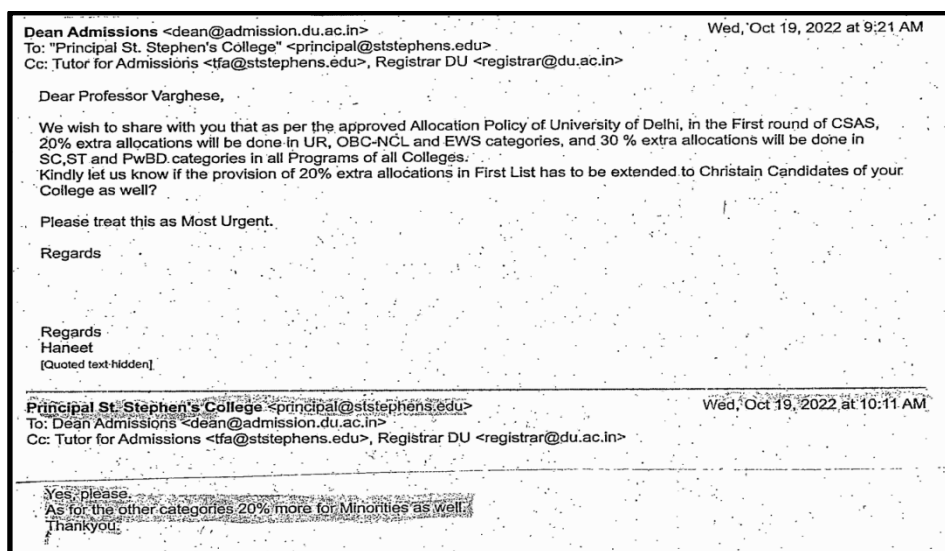 Dean Admissions <dean@admission.du.ac.in>
Wed, Oct 19, 2022 at 9:21 AM
To: "Principal St. Stephen's College" <principal@ststephens.edu>
Cc: Tutor for Admissions <tfa@ststephens.edu>, Registrar DU <registrar@du.ac.in>
Dear Professor Varghese,
We wish to share with you that as per the approved Allocation Policy of University of Delhi, in the First round of CSAS,
20% extra allocations will be done in UR, OBC-NCL and EWS categories, and 30 % extra allocations will be done in
SC,ST and PwBD categories in all Programs of all Colleges.
Kindly let us know if the provision of 20% extra allocations in First List has to be extended to Christain Candidates of your
College as well?
Please treat this as Most Urgent.
Regards
Regards
Haneet
[Quoted text hidden]
Principal St. Stephen's College <principal@ststephens.edu>
Wed, Oct 19, 2022 at 10:11 AM
To: Dean Admissions <dean@admission.du.ac.in>
Cc: Tutor for Admissions <tfa@ststephens.edu>, Registrar DU <registrar@du.ac.in>
Yes, please.
As for the other categories 20% more for Minorities as well.
Thankyou.